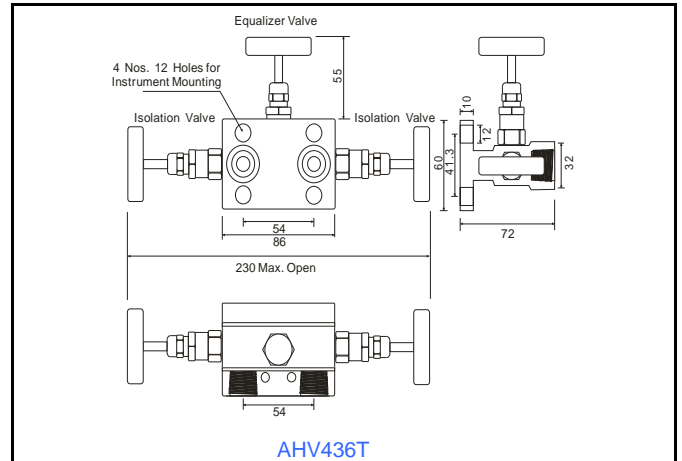 Equalizer Valve
4 Nos. 12 Holes for
Instrument Mounting
55
Isolation Valve
Isolation Valve
10
12
60
41.3
32
54
86
72
230 Max. Open
54
AHV436T